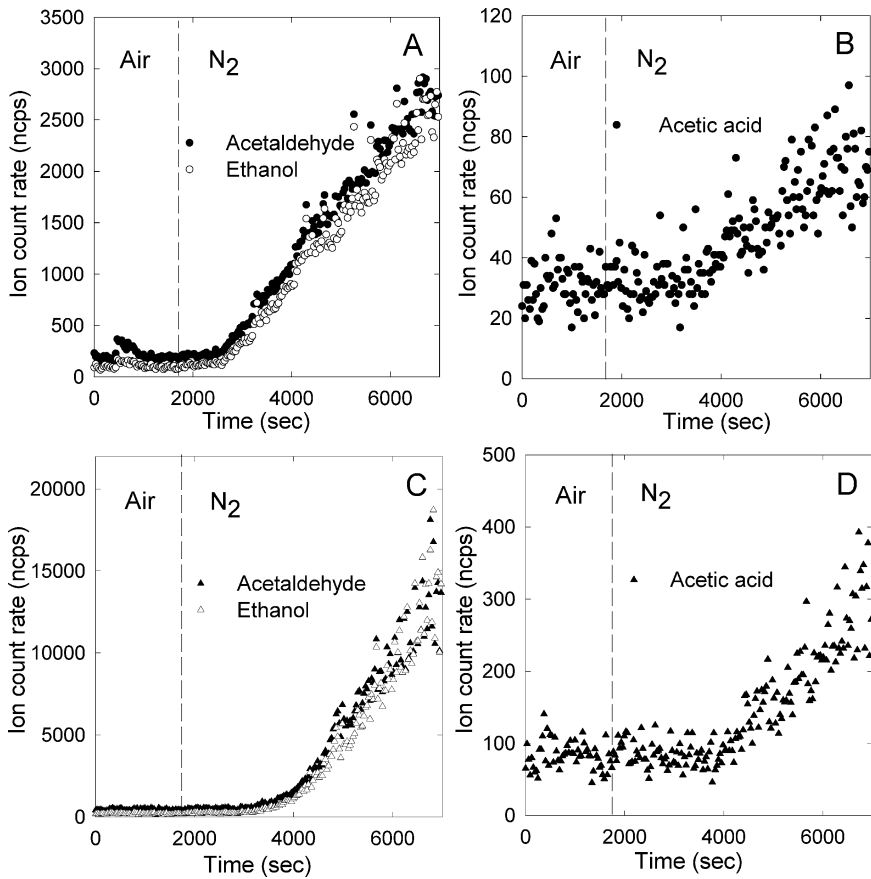 A
Air N2
Acetaldehyde
Ethanol
Ion count rate (ncps)
3500
3000
2500
2000
1500
1000
500
0
0 2000 4000 6000
Time (sec)
B
Air N2
Acetic acid
Ion count rate (ncps)
120
100
80
60
40
20
0
0 2000 4000 6000
Time (sec)
C
Air N2
Acetaldehyde
Ethanol
Ion count rate (ncps)
20000
15000
10000
5000
0
0 2000 4000 6000
Time (sec)
D
Air N2
Acetic acid
Ion count rate (ncps)
500
400
300
200
100
0
0 2000 4000 6000
Time (sec)